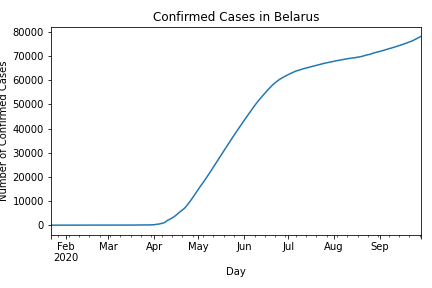 Confirmed Cases in Belarus
80000
70000
60000
50000
40000
30000
20000
10000
0
Number of Confirmed Cases
Feb Mar Apr May Jun Jul Aug Sep
2020
Day